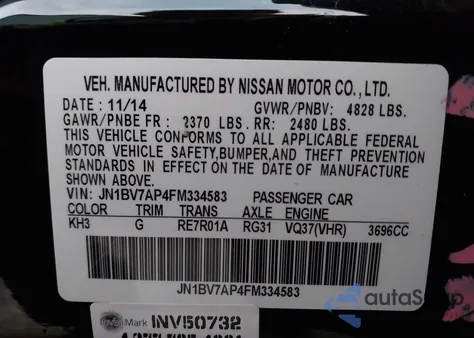 VEH. MANUFACTURED BY NISSAN MOTOR CO., LTD.
DATE: 11/14 GVWR/PNBV: 4828 LBS.
GAWR/PNBE FR: 2370 LBS. RR: 2480 LBS.
THIS VEHICLE CONFORMS TO ALL APPLICABLE FEDERAL
MOTOR VEHICLE SAFETY,BUMPER,AND THEFT PREVENTION
STANDARDS IN EFFECT ON THE DATE OF MANUFACTURE
SHOWN ABOVE.
VIN: JN1BV7AP4FM334583 PASSENGER CAR
COLOR TRIM TRANS AXLE ENGINE
KH3 G RE7R01A RG31 VQ37(VHR) 3696CC
JN1BV7AP4FM334583
Mark INV50732